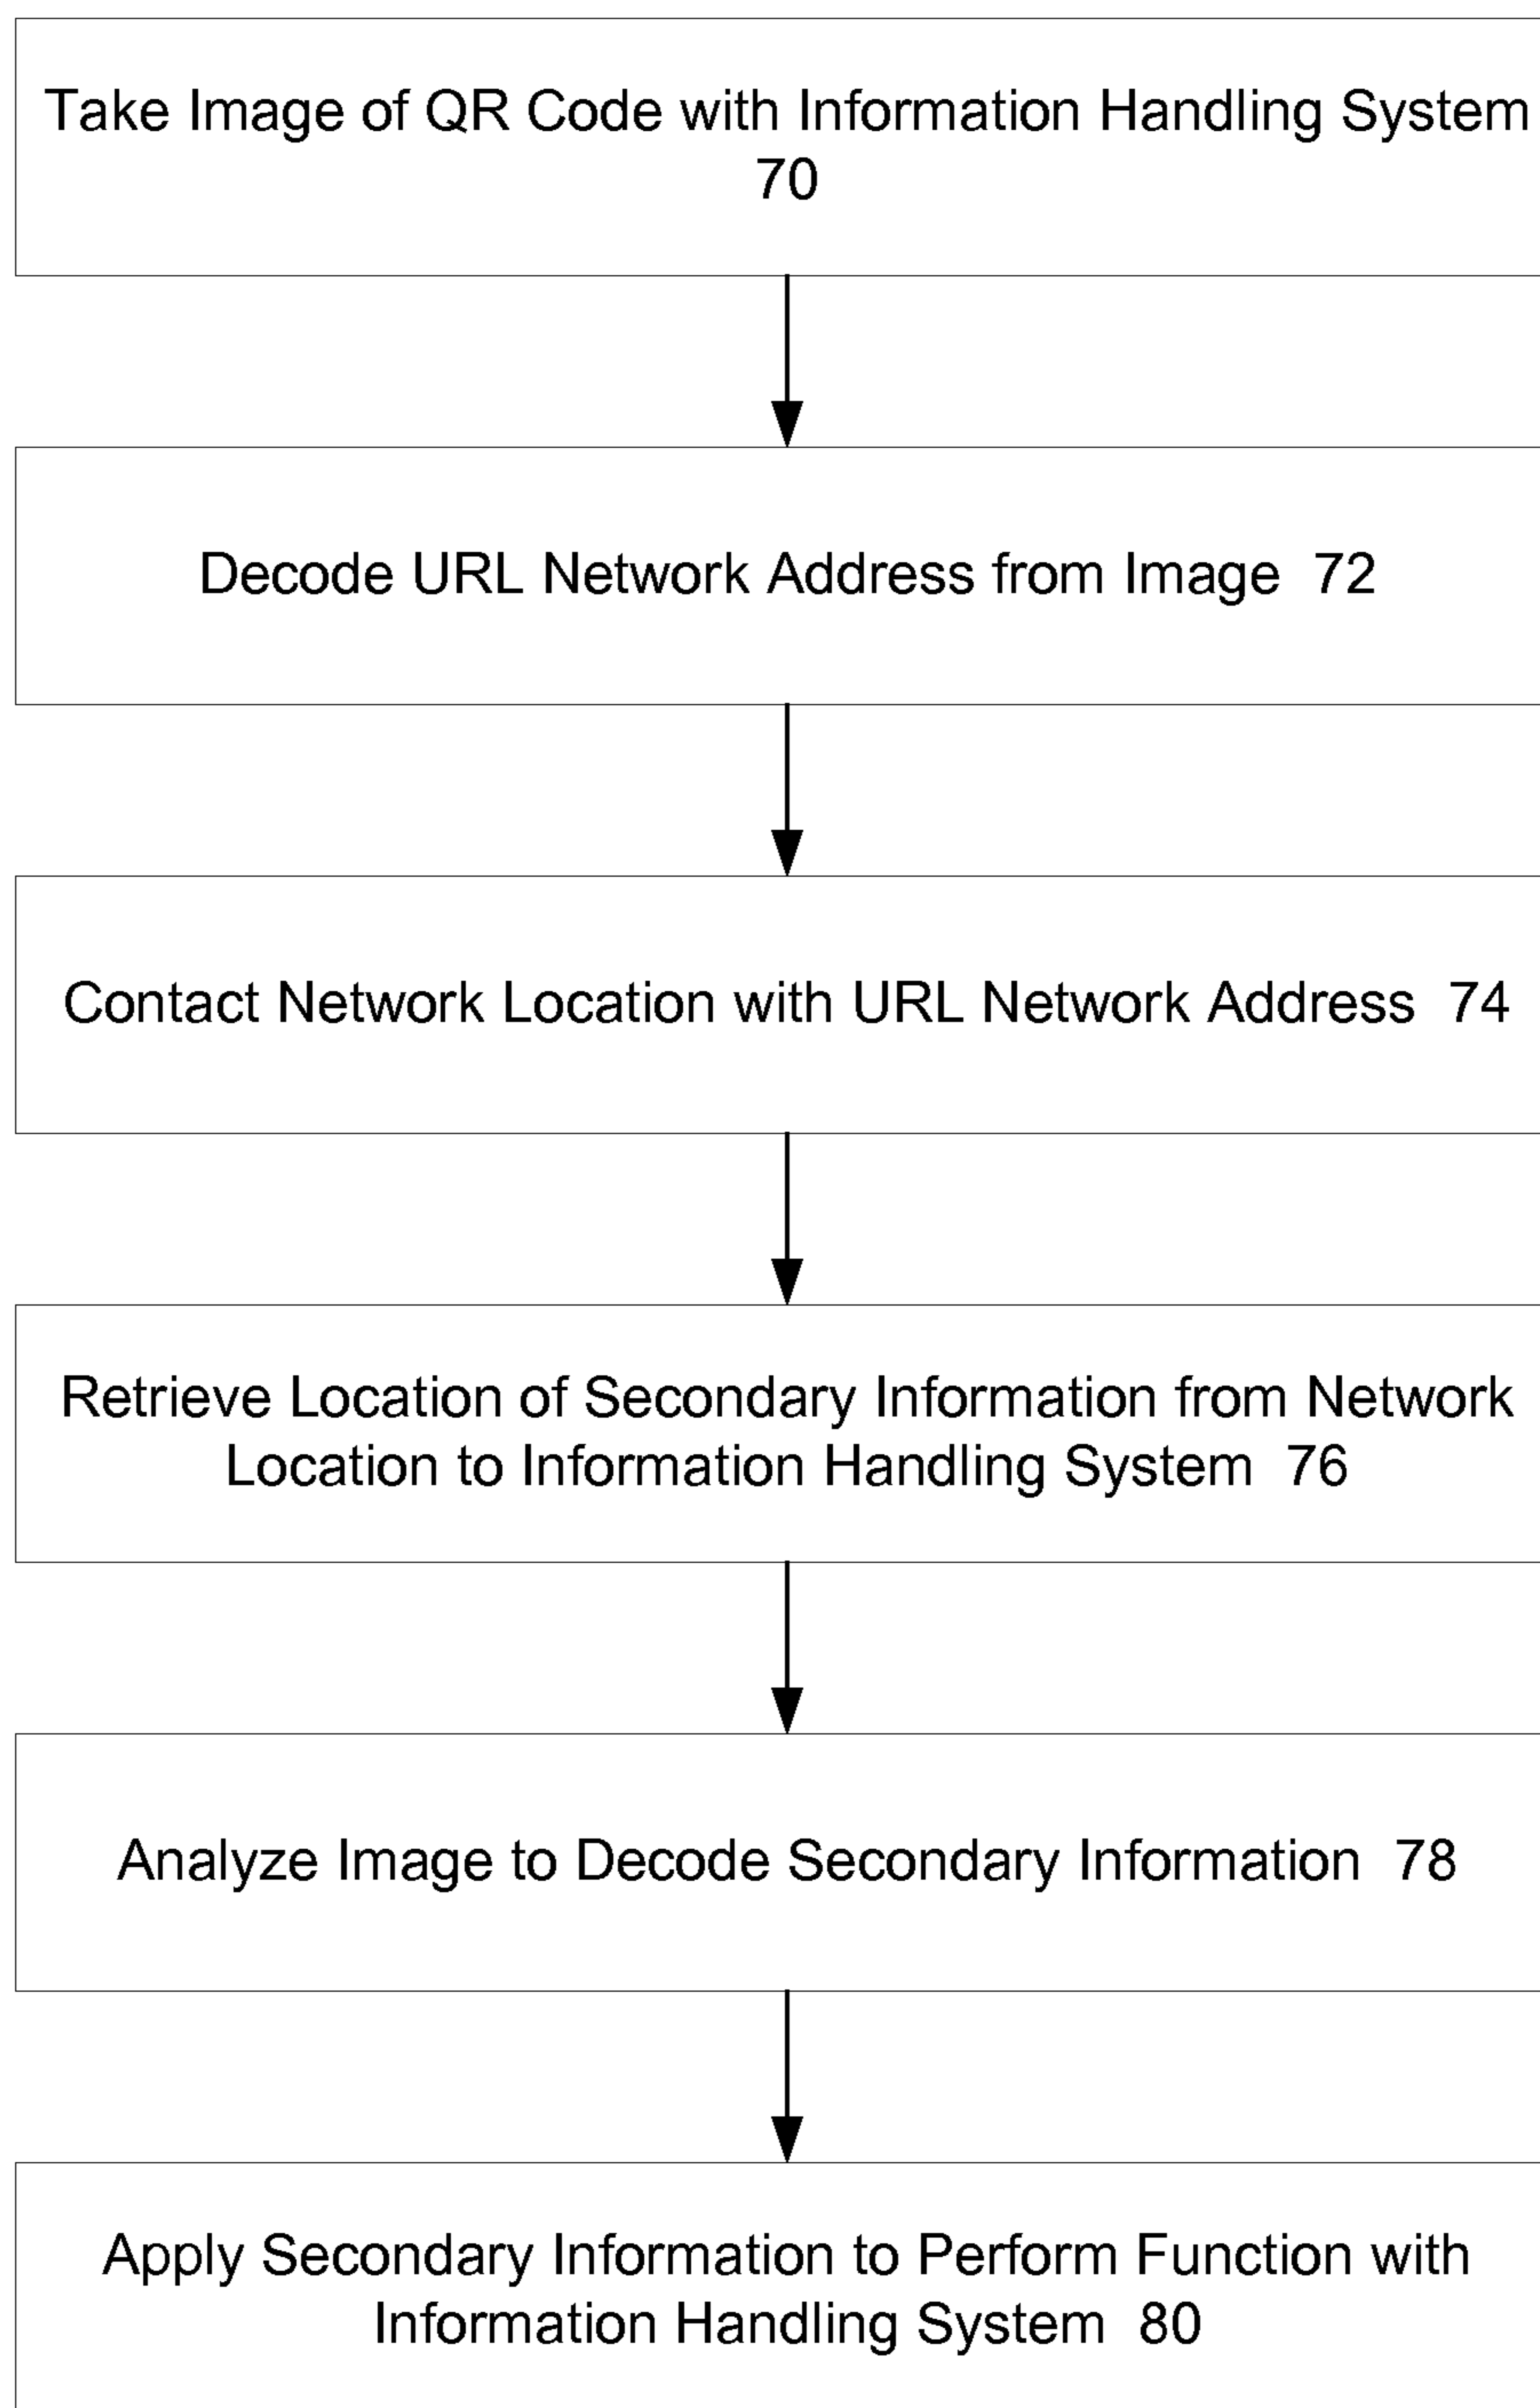 Take Image of QR Code with Information Handling System
70
Decode URL Network Address from Image  72
Contact Network Location with URL Network Address  74
Retrieve Location of Secondary Information from Network
Location to Information Handling System  76
Analyze Image to Decode Secondary Information  78
Apply Secondary Information to Perform Function with
Information Handling System  80